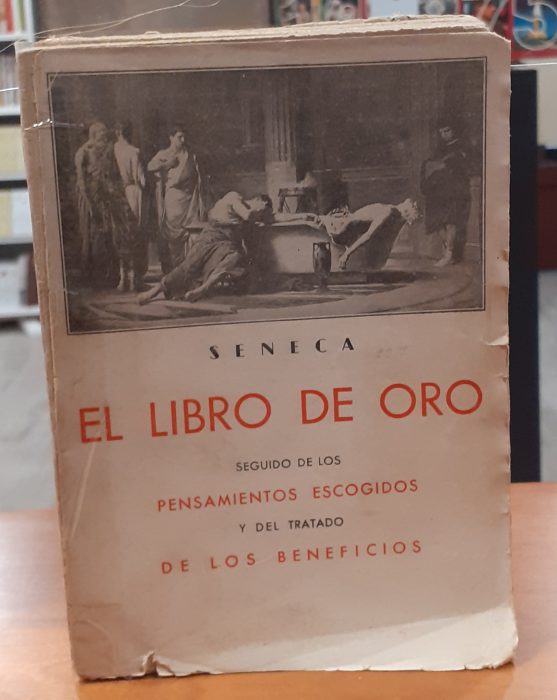 SENECA
EL LIBRO DE ORO
SEGUIDO DE LOS
PENSAMIENTOS ESCOGIDOS
Y DEL TRATADO
DE LOS BENEFICIOS